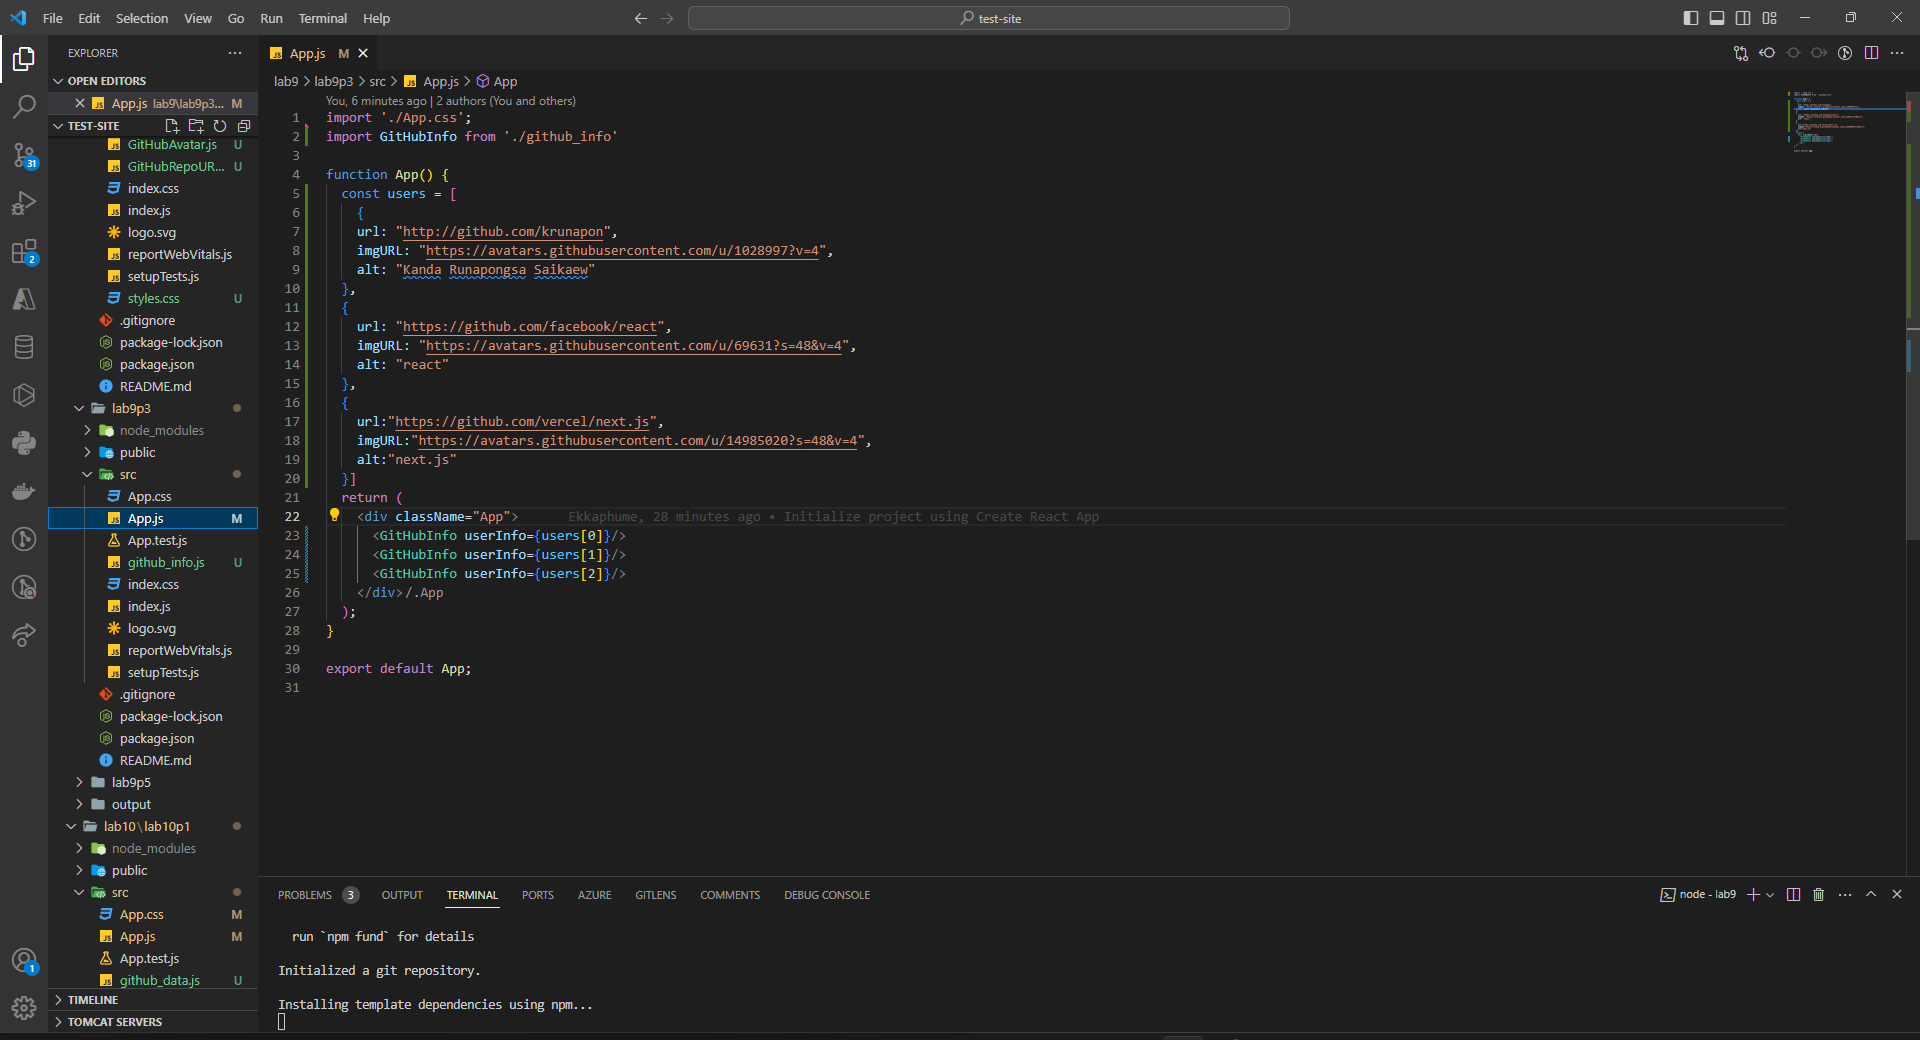 File Edit Selection View Go Run Terminal Help
test-site
EXPLORER
OPEN EDITORS
App.js lab9\lab9p3... M
TEST-SITE
GitHubAvatar.js U
GitHubRepoUR... U
index.css
index.js
logo.svg
reportWebVitals.js
setupTests.js
styles.css U
.gitignore
package-lock.json
package.json
README.md
lab9p3
node_modules
public
src
App.css
App.js M
App.test.js
github_info.js U
index.css
index.js
logo.svg
reportWebVitals.js
setupTests.js
.gitignore
package-lock.json
package.json
README.md
lab9p5
output
lab10\lab10p1
node_modules
public
src
App.css M
App.js M
App.test.js
github_data.js U
TIMELINE
TOMCAT SERVERS
31
2
1
App.js M
lab9 > lab9p3 > src > App.js > App
You, 6 minutes ago | 2 authors (You and others)
1 import './App.css';
2 import GitHubInfo from './github_info'
3
4 function App() {
5 const users = [
6 {
7 url: "http://github.com/krunapon",
8 imgURL: "https://avatars.githubusercontent.com/u/1028997?v=4",
9 alt: "Kanda Runapongsa Saikaew"
10 },
11 {
12 url: "https://github.com/facebook/react",
13 imgURL: "https://avatars.githubusercontent.com/u/69631?s=48&v=4",
14 alt: "react"
15 },
16 {
17 url:"https://github.com/vercel/next.js",
18 imgURL:"https://avatars.githubusercontent.com/u/14985020?s=48&v=4",
19 alt:"next.js"
20 }]
21 return (
22 <div className="App"> Ekkaphume, 28 minutes ago • Initialize project using Create React App
23 <GitHubInfo userInfo={users[0]}/>
24 <GitHubInfo userInfo={users[1]}/>
25 <GitHubInfo userInfo={users[2]}/>
26 </div>/.App
27 );
28 }
29
30 export default App;
31
PROBLEMS 3 OUTPUT TERMINAL PORTS AZURE GITLENS COMMENTS DEBUG CONSOLE
node - lab9
run `npm fund` for details
Initialized a git repository.
Installing template dependencies using npm...